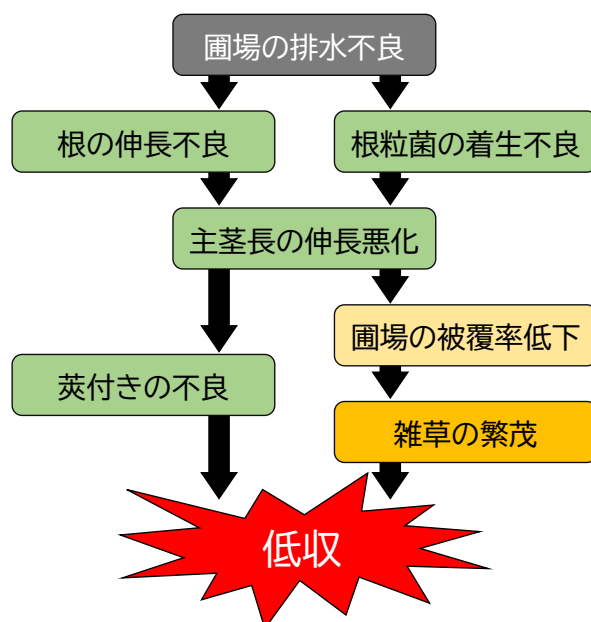 圃場の排水不良
根の伸長不良
根粒菌の着生不良
主茎長の伸長悪化
圃場の被覆率低下
莢付きの不良
雑草の繁茂
低収